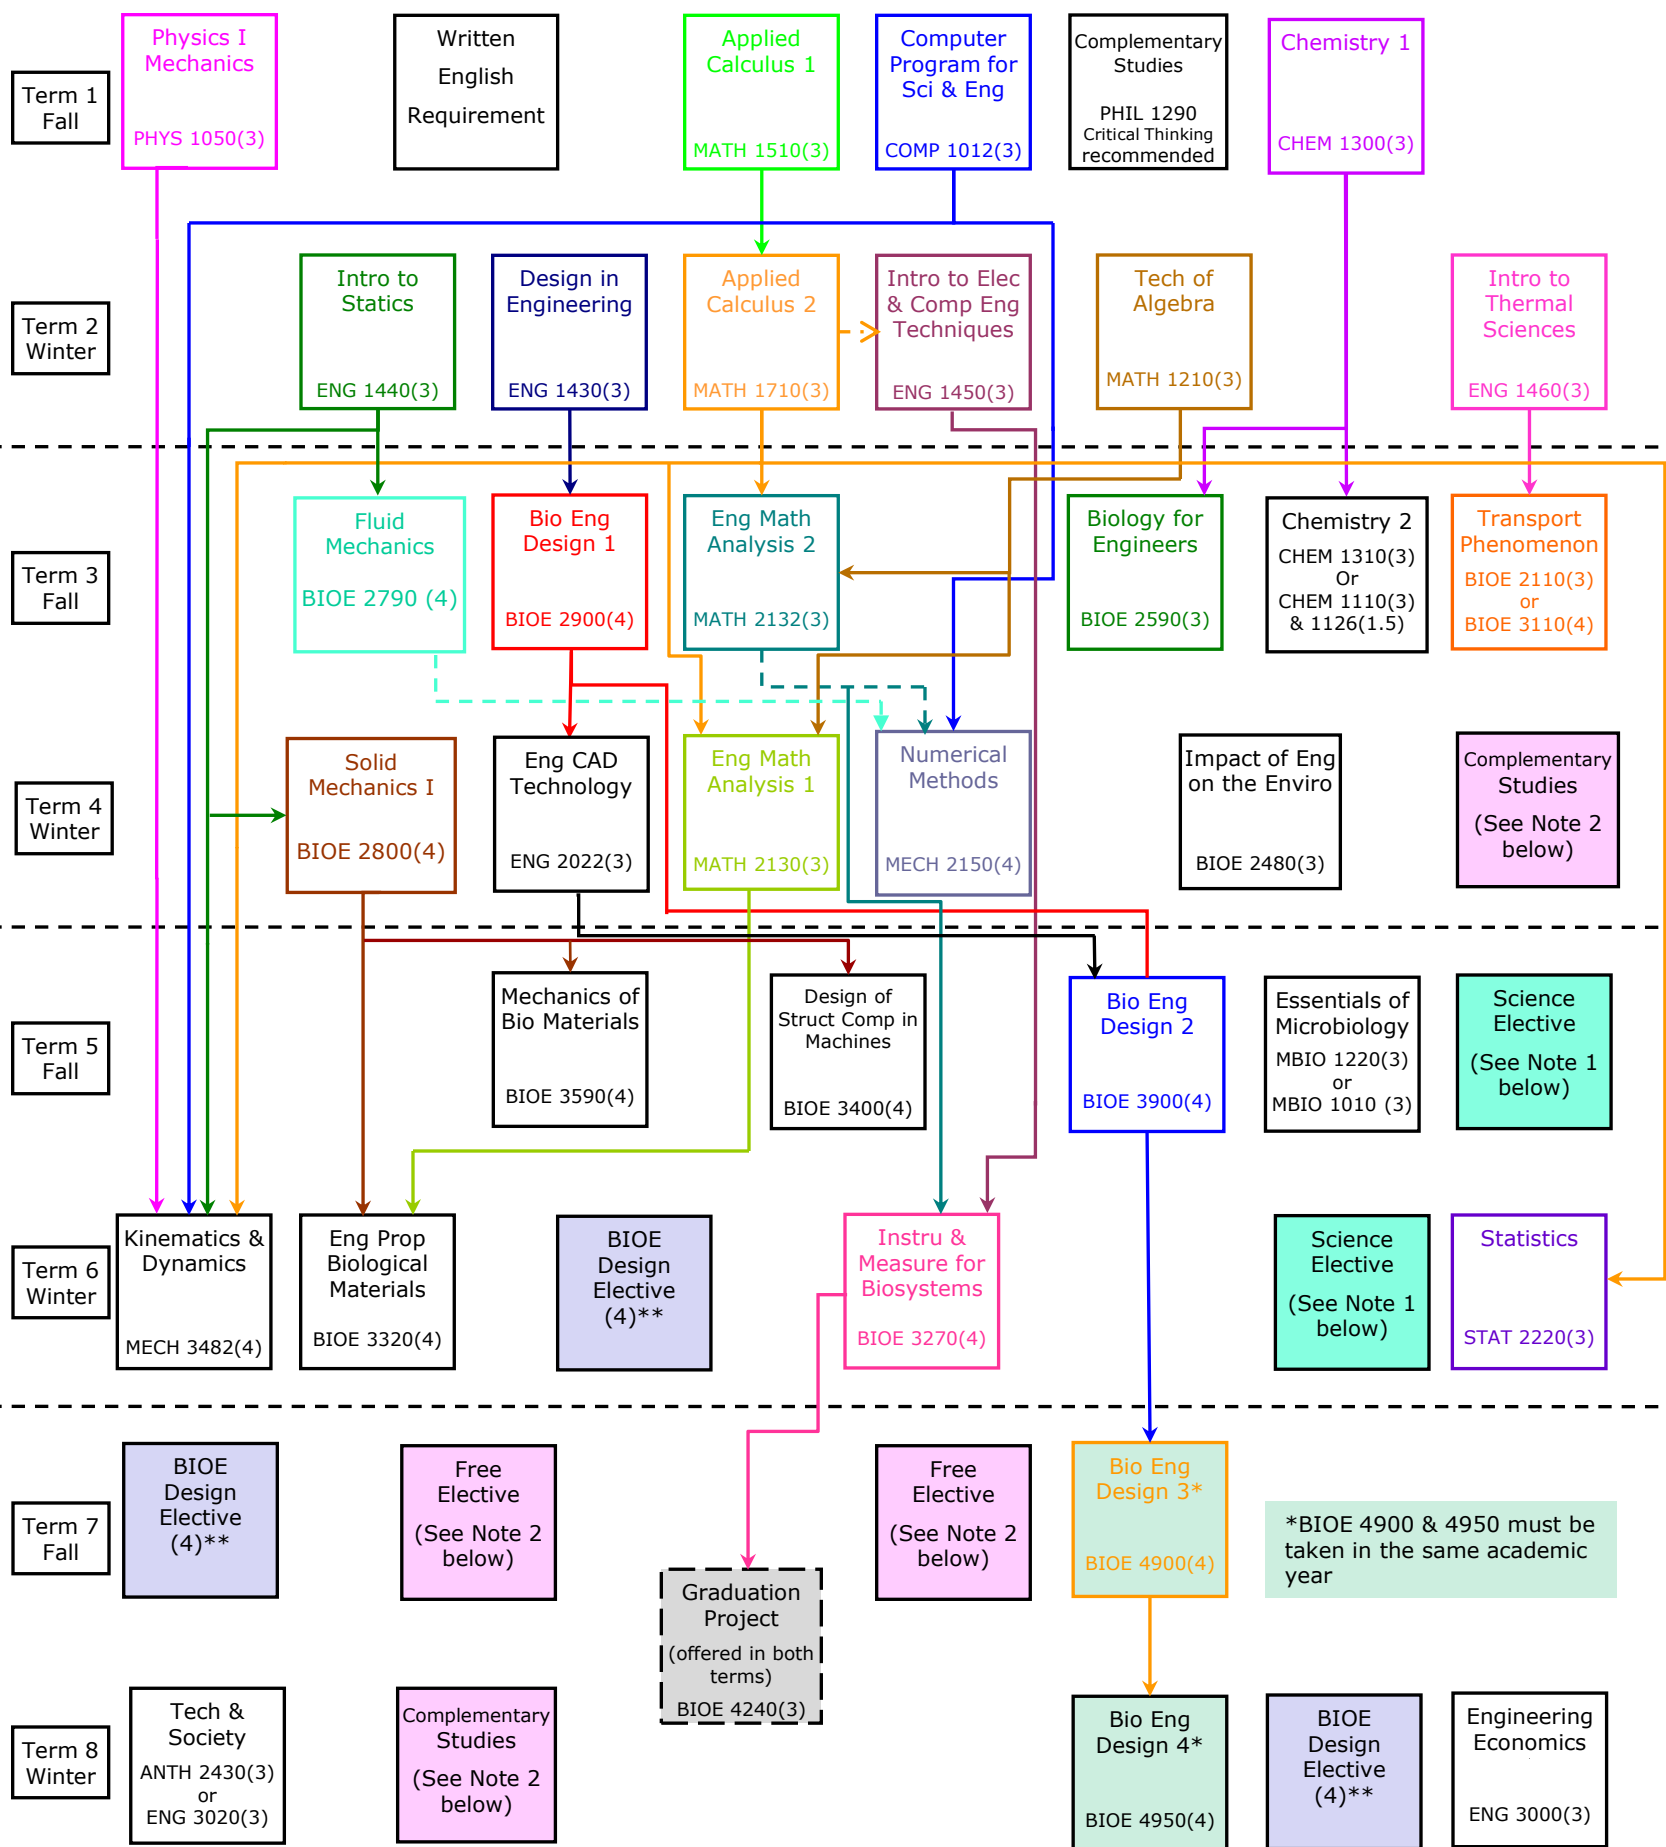 Term 1
Fall
Physics I
Mechanics
PHYS 1050(3)
Written
English
Requirement
Applied
Calculus 1
MATH 1510(3)
Computer
Program for
Sci & Eng
COMP 1012(3)
Complementary
Studies
PHIL 1290
Critical Thinking
recommended
Chemistry 1
CHEM 1300(3)
Term 2
Winter
Intro to
Statics
ENG 1440(3)
Design in
Engineering
ENG 1430(3)
Applied
Calculus 2
MATH 1710(3)
Intro to Elec
& Comp Eng
Techniques
ENG 1450(3)
Tech of
Algebra
MATH 1210(3)
Intro to
Thermal
Sciences
ENG 1460(3)
Term 3
Fall
Fluid
Mechanics
BIOE 2790 (4)
Bio Eng
Design 1
BIOE 2900(4)
Eng Math
Analysis 2
MATH 2132(3)
Biology for
Engineers
BIOE 2590(3)
Chemistry 2
CHEM 1310(3)
Or
CHEM 1110(3)
& 1126(1.5)
Transport
Phenomenon
BIOE 2110(3)
or
BIOE 3110(4)
Term 4
Winter
Solid
Mechanics I
BIOE 2800(4)
Eng CAD
Technology
ENG 2022(3)
Eng Math
Analysis 1
MATH 2130(3)
Numerical
Methods
MECH 2150(4)
Impact of Eng
on the Enviro
BIOE 2480(3)
Complementary
Studies
(See Note 2
below)
Term 5
Fall
Mechanics of
Bio Materials
BIOE 3590(4)
Design of
Struct Comp in
Machines
BIOE 3400(4)
Bio Eng
Design 2
BIOE 3900(4)
Essentials of
Microbiology
MBIO 1220(3)
or
MBIO 1010 (3)
Science
Elective
(See Note 1
below)
Term 6
Winter
Kinematics &
Dynamics
MECH 3482(4)
Eng Prop
Biological
Materials
BIOE 3320(4)
BIOE
Design
Elective
(4)**
Instru &
Measure for
Biosystems
BIOE 3270(4)
Science
Elective
(See Note 1
below)
Statistics
STAT 2220(3)
Term 7
Fall
BIOE
Design
Elective
(4)**
Free
Elective
(See Note 2
below)
Graduation
Project
(offered in both
terms)
BIOE 4240(3)
Free
Elective
(See Note 2
below)
Bio Eng
Design 3*
BIOE 4900(4)
*BIOE 4900 & 4950 must be
taken in the same academic
year
Term 8
Winter
Tech &
Society
ANTH 2430(3)
or
ENG 3020(3)
Complementary
Studies
(See Note 2
below)
Bio Eng
Design 4*
BIOE 4950(4)
BIOE
Design
Elective
(4)**
Engineering
Economics
ENG 3000(3)